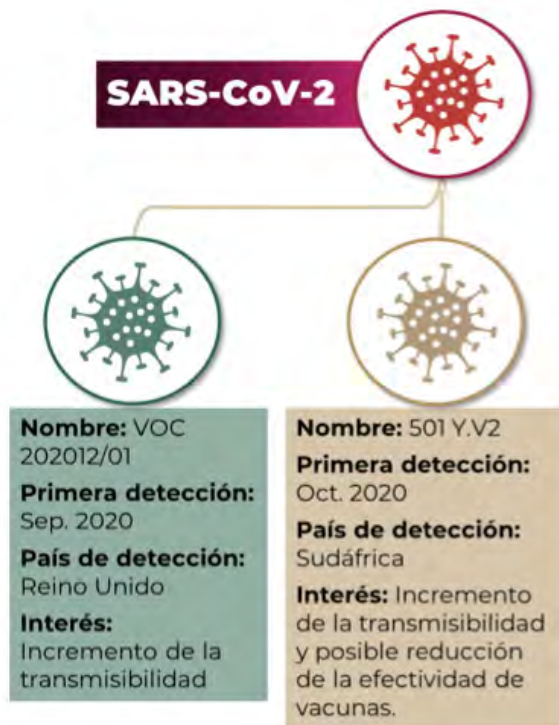 SARS-CoV-2
Nombre: VOC
202012/01
Primera detección:
Sep. 2020
País de detección:
Reino Unido
Interés:
Incremento de la
transmisibilidad
Nombre: 501 Y.V2
Primera detección:
Oct. 2020
País de detección:
Sudáfrica
Interés: Incremento
de la transmisibilidad
y posible reducción
de la efectividad de
vacunas.